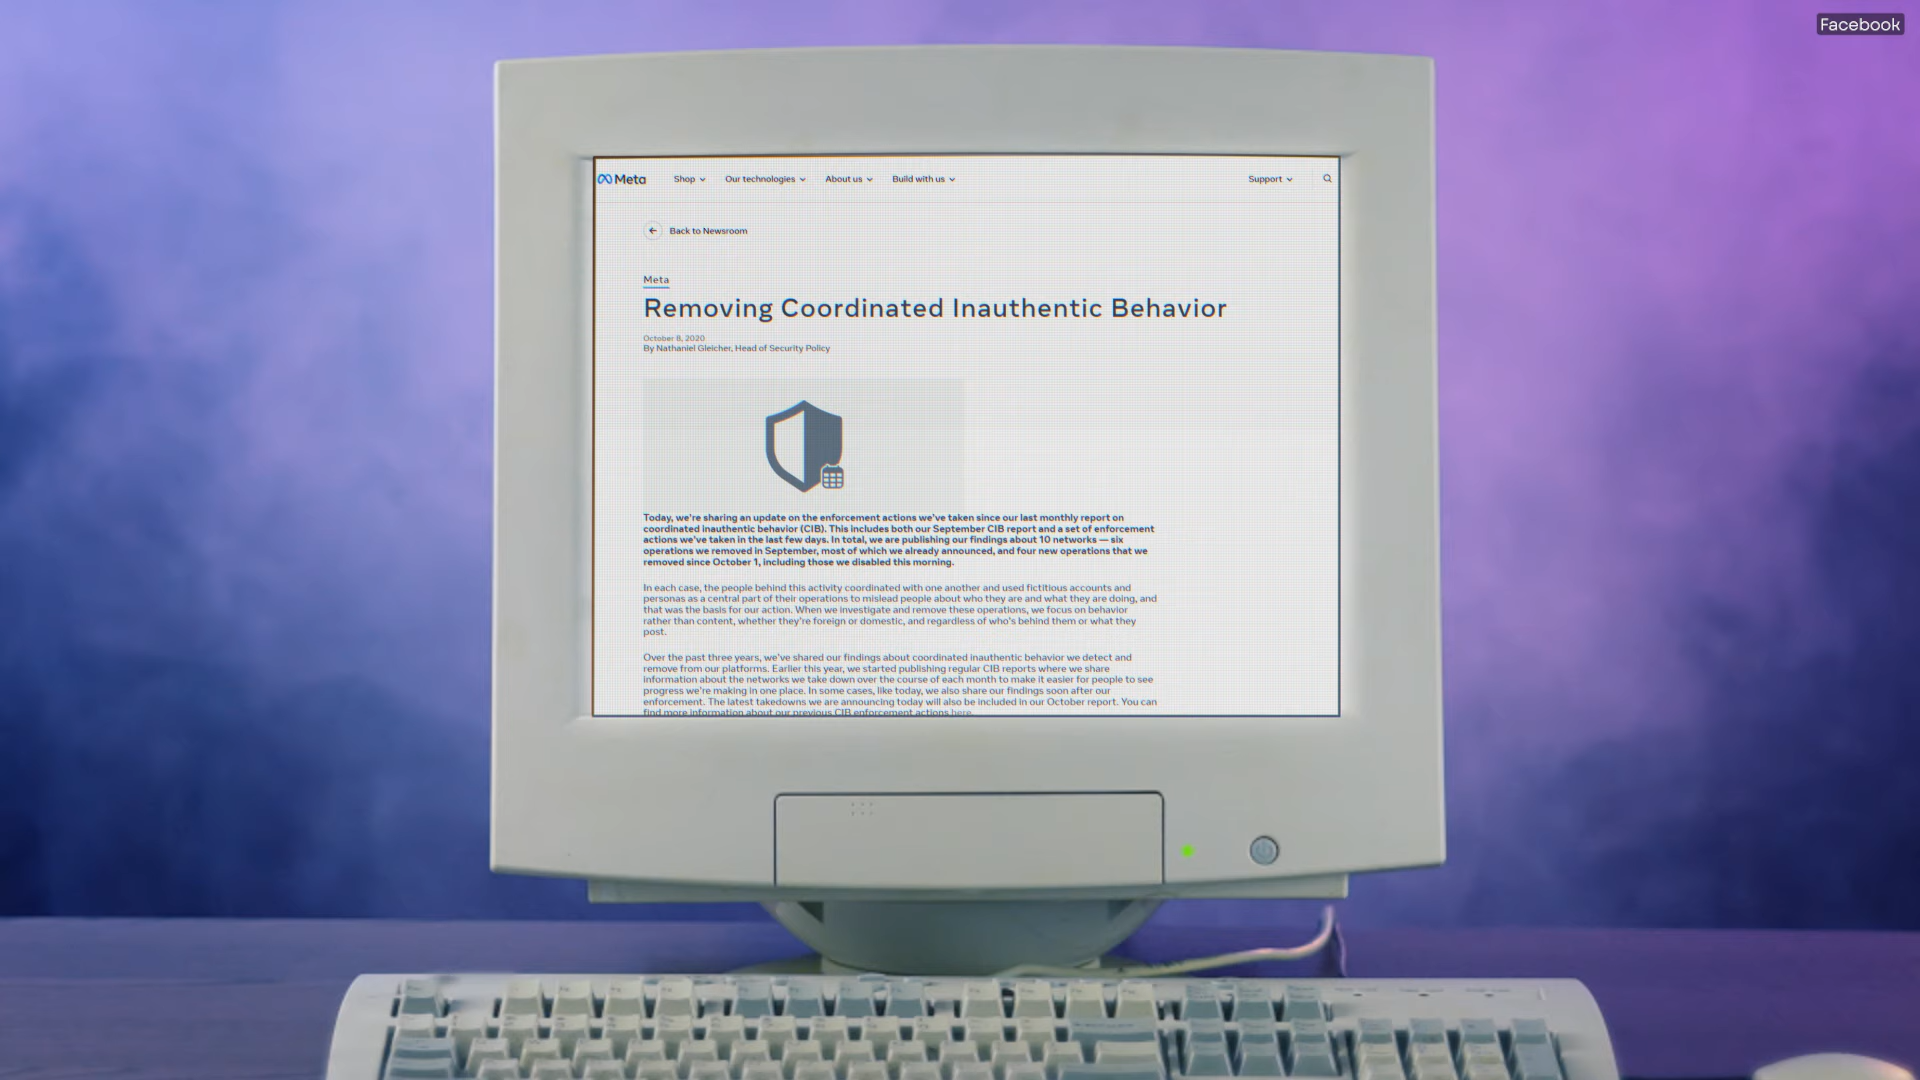 Facebook
Meta
Shop
Our technologies
About us
Build with us
Support
Back to Newsroom
Meta
Removing Coordinated Inauthentic Behavior
October 8, 2020
By Nathaniel Gleicher, Head of Security Policy
Today, we're sharing an update on the enforcement actions we've taken since our last monthly report on
coordinated inauthentic behavior (CIB). This includes both our September CIB report and a set of enforcement
actions we've taken in the last few days. In total, we are publishing our findings about 10 networks — six
operations we removed in September, most of which we already announced, and four new operations that we
removed since October 1, including those we disabled this morning.
In each case, the people behind this activity coordinated with one another and used fictitious accounts and
personas as a central part of their operations to mislead people about who they are and what they are doing, and
that was the basis for our action. When we investigate and remove these operations, we focus on behavior
rather than content, whether they're foreign or domestic, and regardless of who's behind them or what they
post.
Over the past three years, we've shared our findings about coordinated inauthentic behavior we detect and
remove from our platforms. Earlier this year, we started publishing regular CIB reports where we share
information about the networks we take down over the course of each month to make it easier for people to see
progress we're making in one place. In some cases, like today, we also share our findings soon after our
enforcement. The latest takedowns we are announcing today will also be included in our October report. You can
find more information about our previous CIB enforcement actions here.